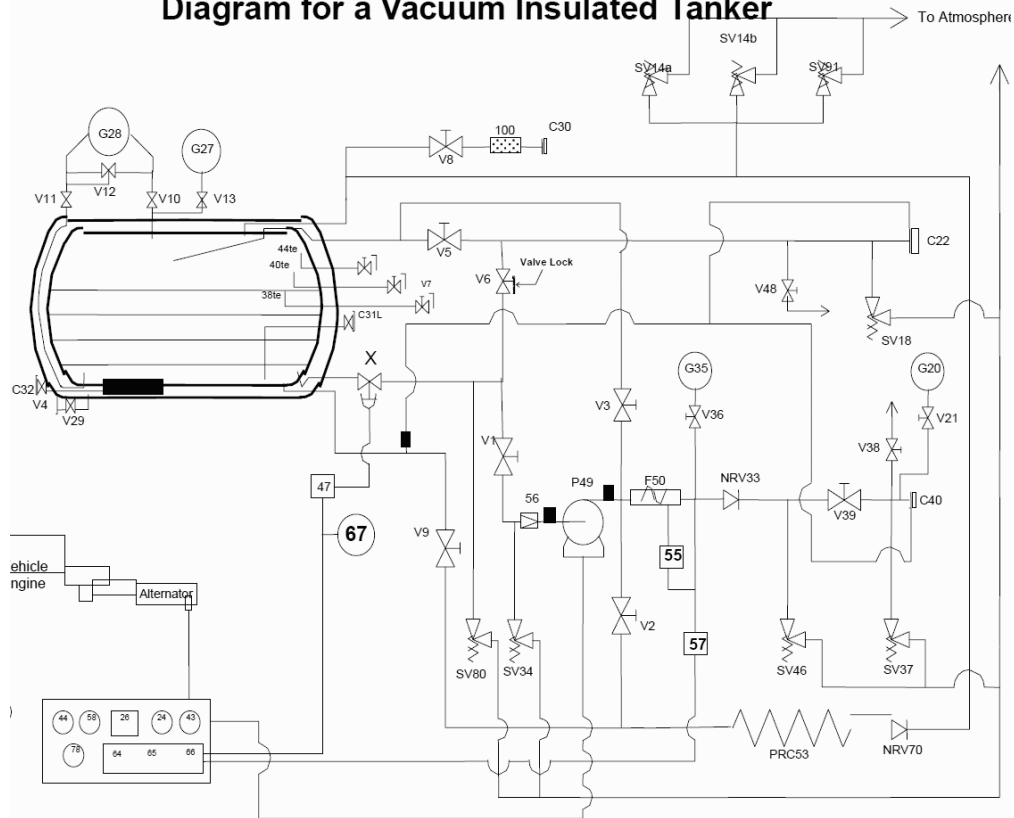 Diagram for a Vacuum Insulated Tanker
To Atmosphere
SV14b
SV14a
SV91
G28
G27
100
C30
V8
V12
V11
V10
V13
44te
40te
38te
V7
C31L
V5
V6
Valve Lock
C22
V48
SV18
X
C32
V4
V29
G35
G20
V3
V36
V21
V38
V1
P49
F50
NRV33
V39
C40
47
56
67
V9
55
ehicle
ngine
Alternator
V2
57
SV80
SV34
SV46
SV37
44
58
26
24
43
78
64
65
66
PRC53
NRV70